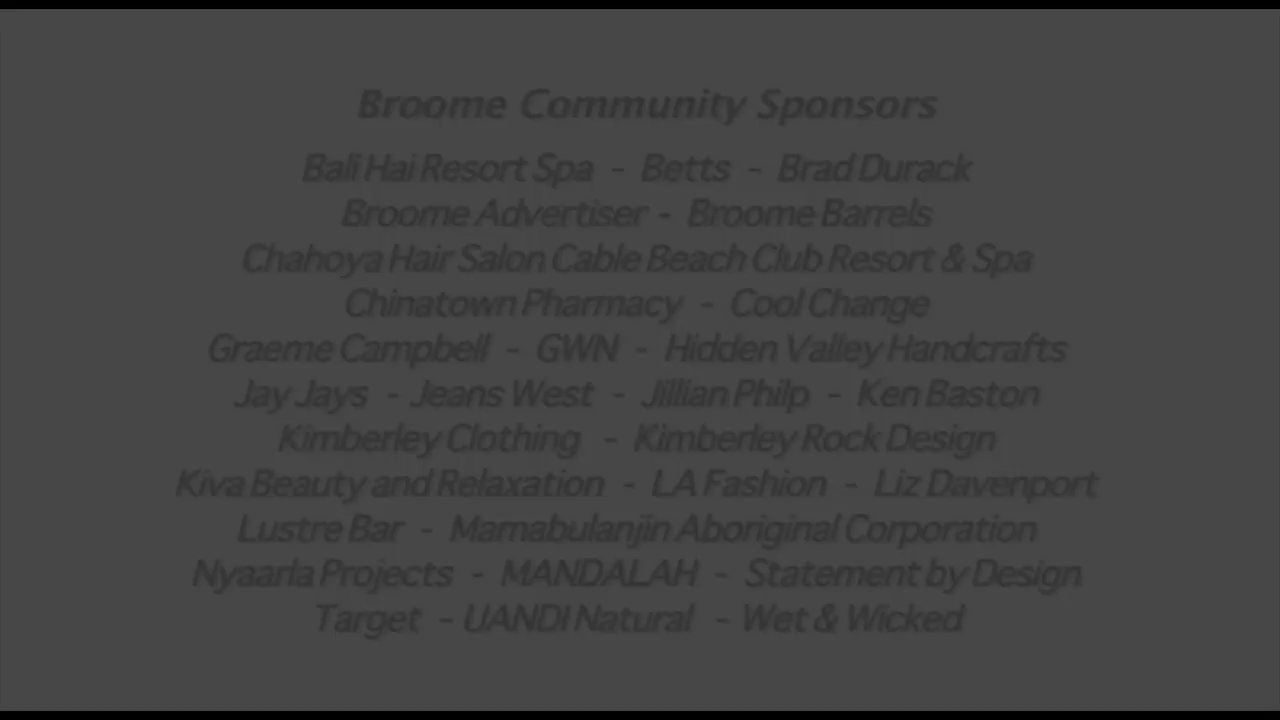 Broome Community Sponsors
Bali Hai Resort Spa - Betts - Brad Durack
Broome Advertiser - Broome Barrels
Chahoya Hair Salon Cable Beach Club Resort & Spa
Chinatown Pharmacy - Cool Change
Graeme Campbell - GWN - Hidden Valley Handcrafts
Jay Jays - Jeans West - Jillian Philp - Ken Baston
Kimberley Clothing - Kimberley Rock Design
Kiva Beauty and Relaxation - LA Fashion - Liz Davenport
Lustre Bar - Mamabulanjin Aboriginal Corporation
Nyaarla Projects - MANDALAH - Statement by Design
Target - UANDI Natural - Wet & Wicked